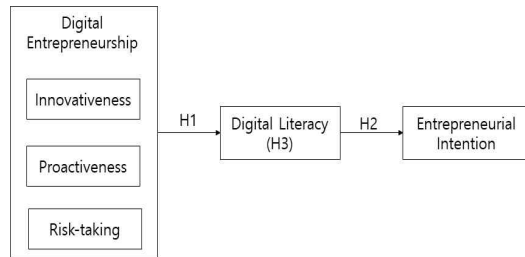 Digital
Entrepreneurship
Innovativeness
Proactiveness
Risk-taking
H1
Digital Literacy
(H3)
H2
Entrepreneurial
Intention